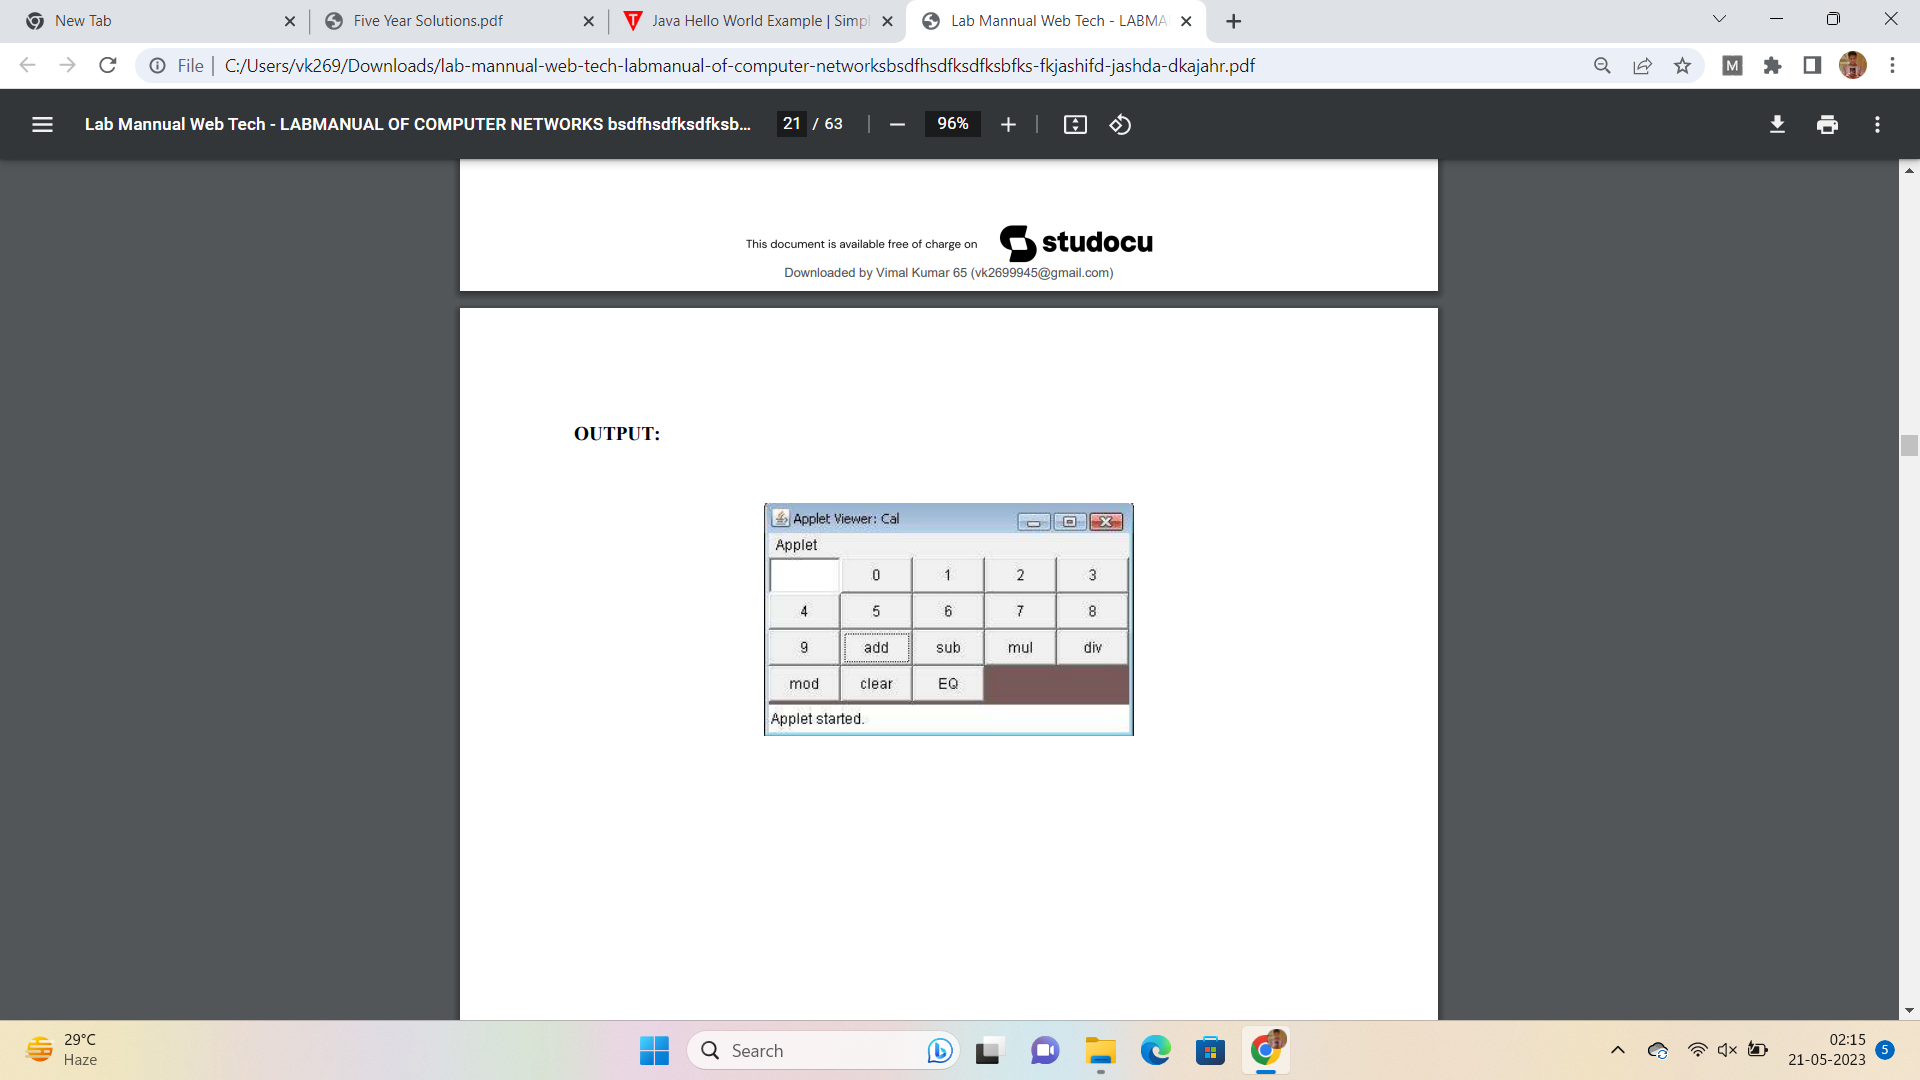 New Tab
Five Year Solutions.pdf
Java Hello World Example | Simpl
Lab Mannual Web Tech - LABMA
File | C:/Users/vk269/Downloads/lab-mannual-web-tech-labmanual-of-computer-networksbsdfhsdfksdfksbfks-fkjashifd-jashda-dkajahr.pdf
M
Lab Mannual Web Tech - LABMANUAL OF COMPUTER NETWORKS bsdfhsdfksdfksb...
21 / 63
96%
This document is available free of charge on
studocu
Downloaded by Vimal Kumar 65 (vk2699945@gmail.com)
OUTPUT:
Applet Viewer: Cal
Applet
0 1 2 3
4 5 6 7 8
9 add sub mul div
mod clear EQ
Applet started.
29°C
Haze
Search
02:15
21-05-2023
5